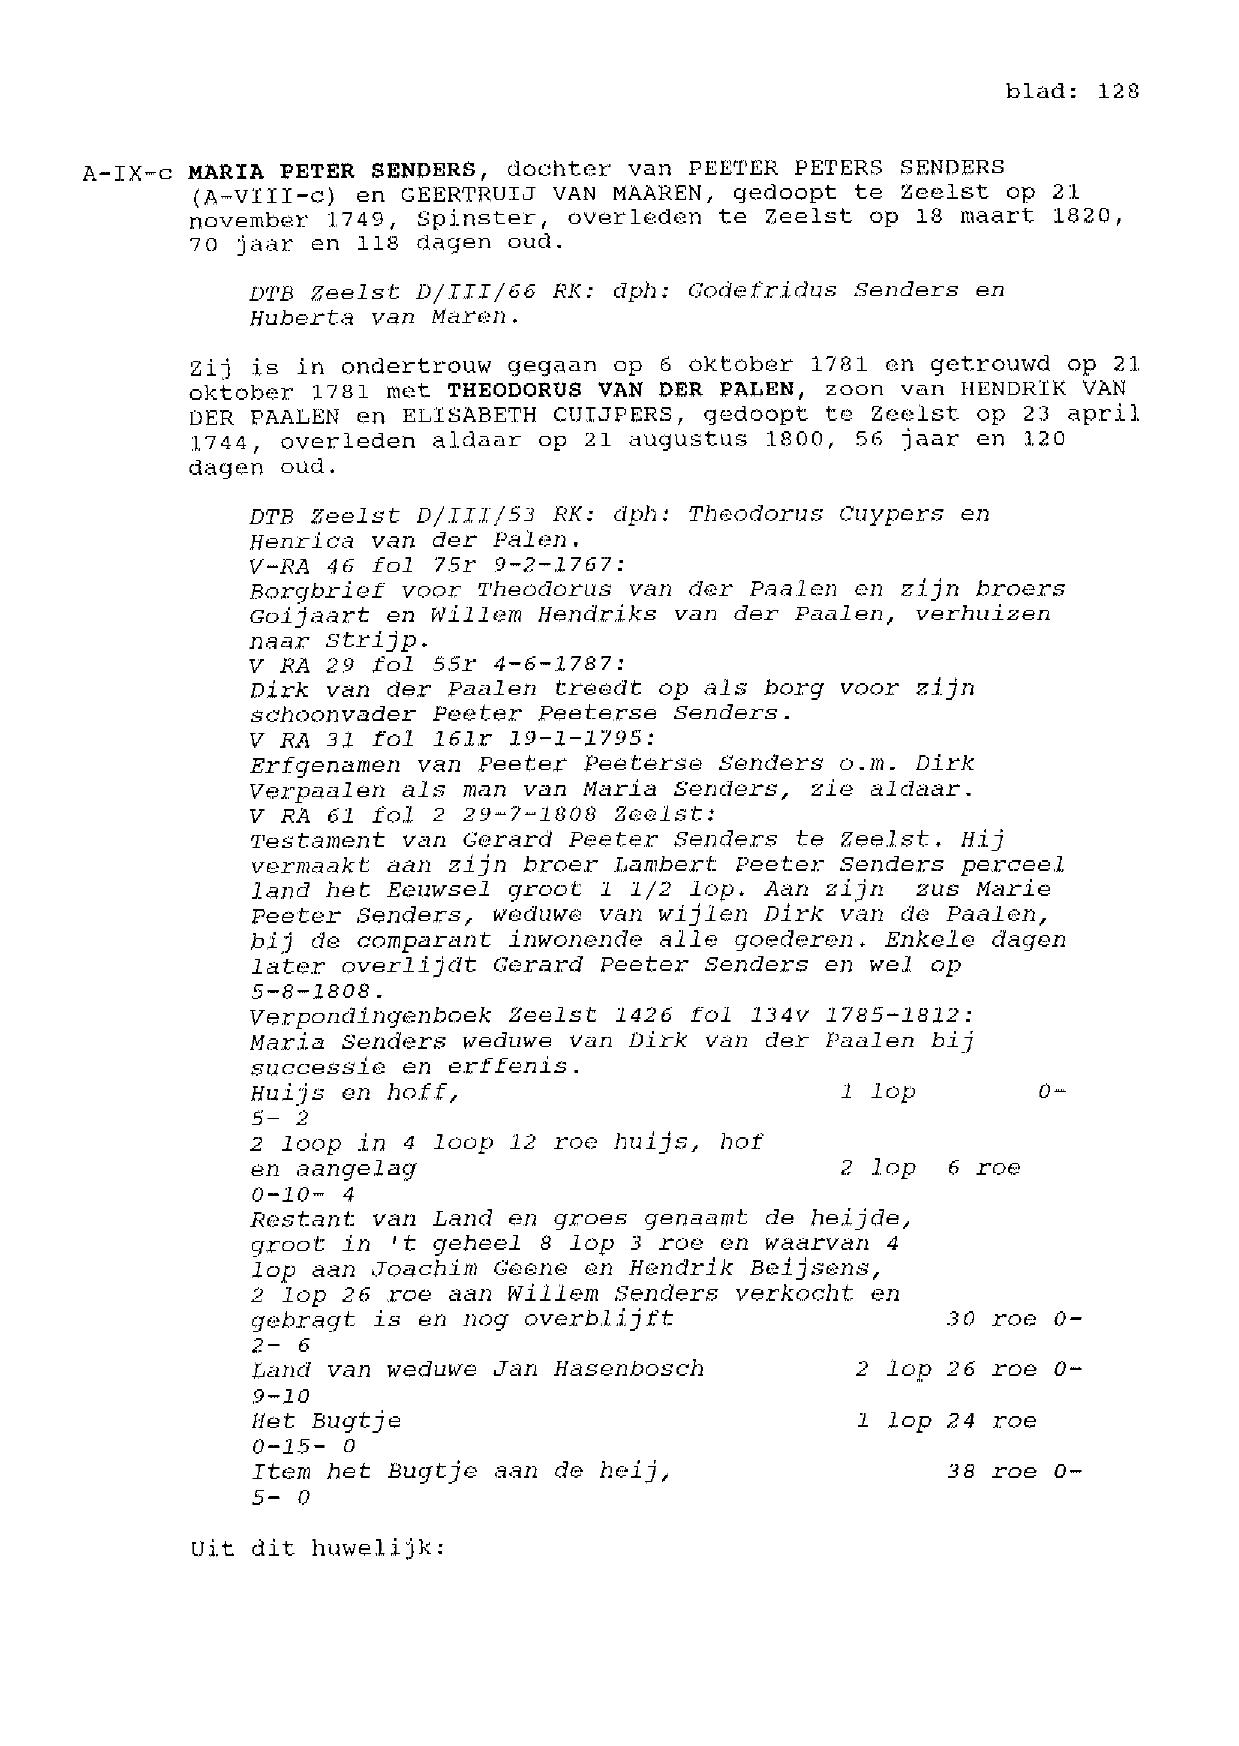 blad: 128
A-IX-c MARIA PETER SENDERS, dochter van PEETER PETERS SENDERS
(A-VIII-c) en GEERTRUIJ VAN MAAREN, gedoopt te Zeelst op 21
november 1749, Spinster, overleden te Zeelst op 18 maart 1820,
70 jaar en 118 dagen oud.
DTB Zeelst D/III/66 RK: dph: Godefridus Senders en
Huberta van Maren.
Zij is in ondertrouw gegaan op 6 oktober 1781 en getrouwd op 21
oktober 1781 met THEODORUS VAN DER PALEN, zoon van HENDRIK VAN
DER PAALEN en ELISABETH CUIJPERS, gedoopt te Zeelst op 23 april
1744, overleden aldaar op 21 augustus 1800, 56 jaar en 120
dagen oud.
DTB Zeelst D/III/53 RK: dph: Theodorus Cuypers en
Henrica van der Palen.
V-RA 46 fol 75r 9-2-1767:
Borgbrief voor Theodorus van der Paalen en zijn broers
Goijaart en Willem Hendriks van der Paalen, verhuizen
naar Strijp.
V RA 29 fol 55r 4-6-1787:
Dirk van der Paalen treedt op als borg voor zijn
schoonvader Peeter Peeterse Senders.
V RA 31 fol 161r 19-1-1795:
Erfgenamen van Peeter Peeterse Senders o.m. Dirk
Verpaalen als man van Maria Senders, zie aldaar.
V RA 61 fol 2 29-7-1808 Zeelst:
Testament van Gerard Peeter Senders te Zeelst. Hij
vermaakt aan zijn broer Lambert Peeter Senders perceel
land het Eeuwsel groot 1 1/2 lop. Aan zijn zus Marie
Peeter Senders, weduwe van wijlen Dirk van de Paalen,
bij de comparant inwonende alle goederen. Enkele dagen
later overlijdt Gerard Peeter Senders en wel op
5-8-1808.
Verpondingenboek Zeelst 1426 fol 134v 1785-1812:
Maria Senders weduwe van Dirk van der Paalen bij
successie en erffenis.
Huijs en hoff, 1 lop 0-
5- 2
2 loop in 4 loop 12 roe huijs, hof
en aangelag 2 lop 6 roe
0-10- 4
Restant van Land en groes genaamt de heijde,
groot in 't geheel 8 lop 3 roe en waarvan 4
lop aan Joachim Geene en Hendrik Beijsens,
2 lop 26 roe aan Willem Senders verkocht en
gebragt is en nog overblijft 30 roe 0-
2- 6
Land van weduwe Jan Hasenbosch 2 lop 26 roe 0-
9-10
Het Bugtje 1 lop 24 roe
0-15- 0
Item het Bugtje aan de heij, 38 roe 0-
5- 0
Uit dit huwelijk: